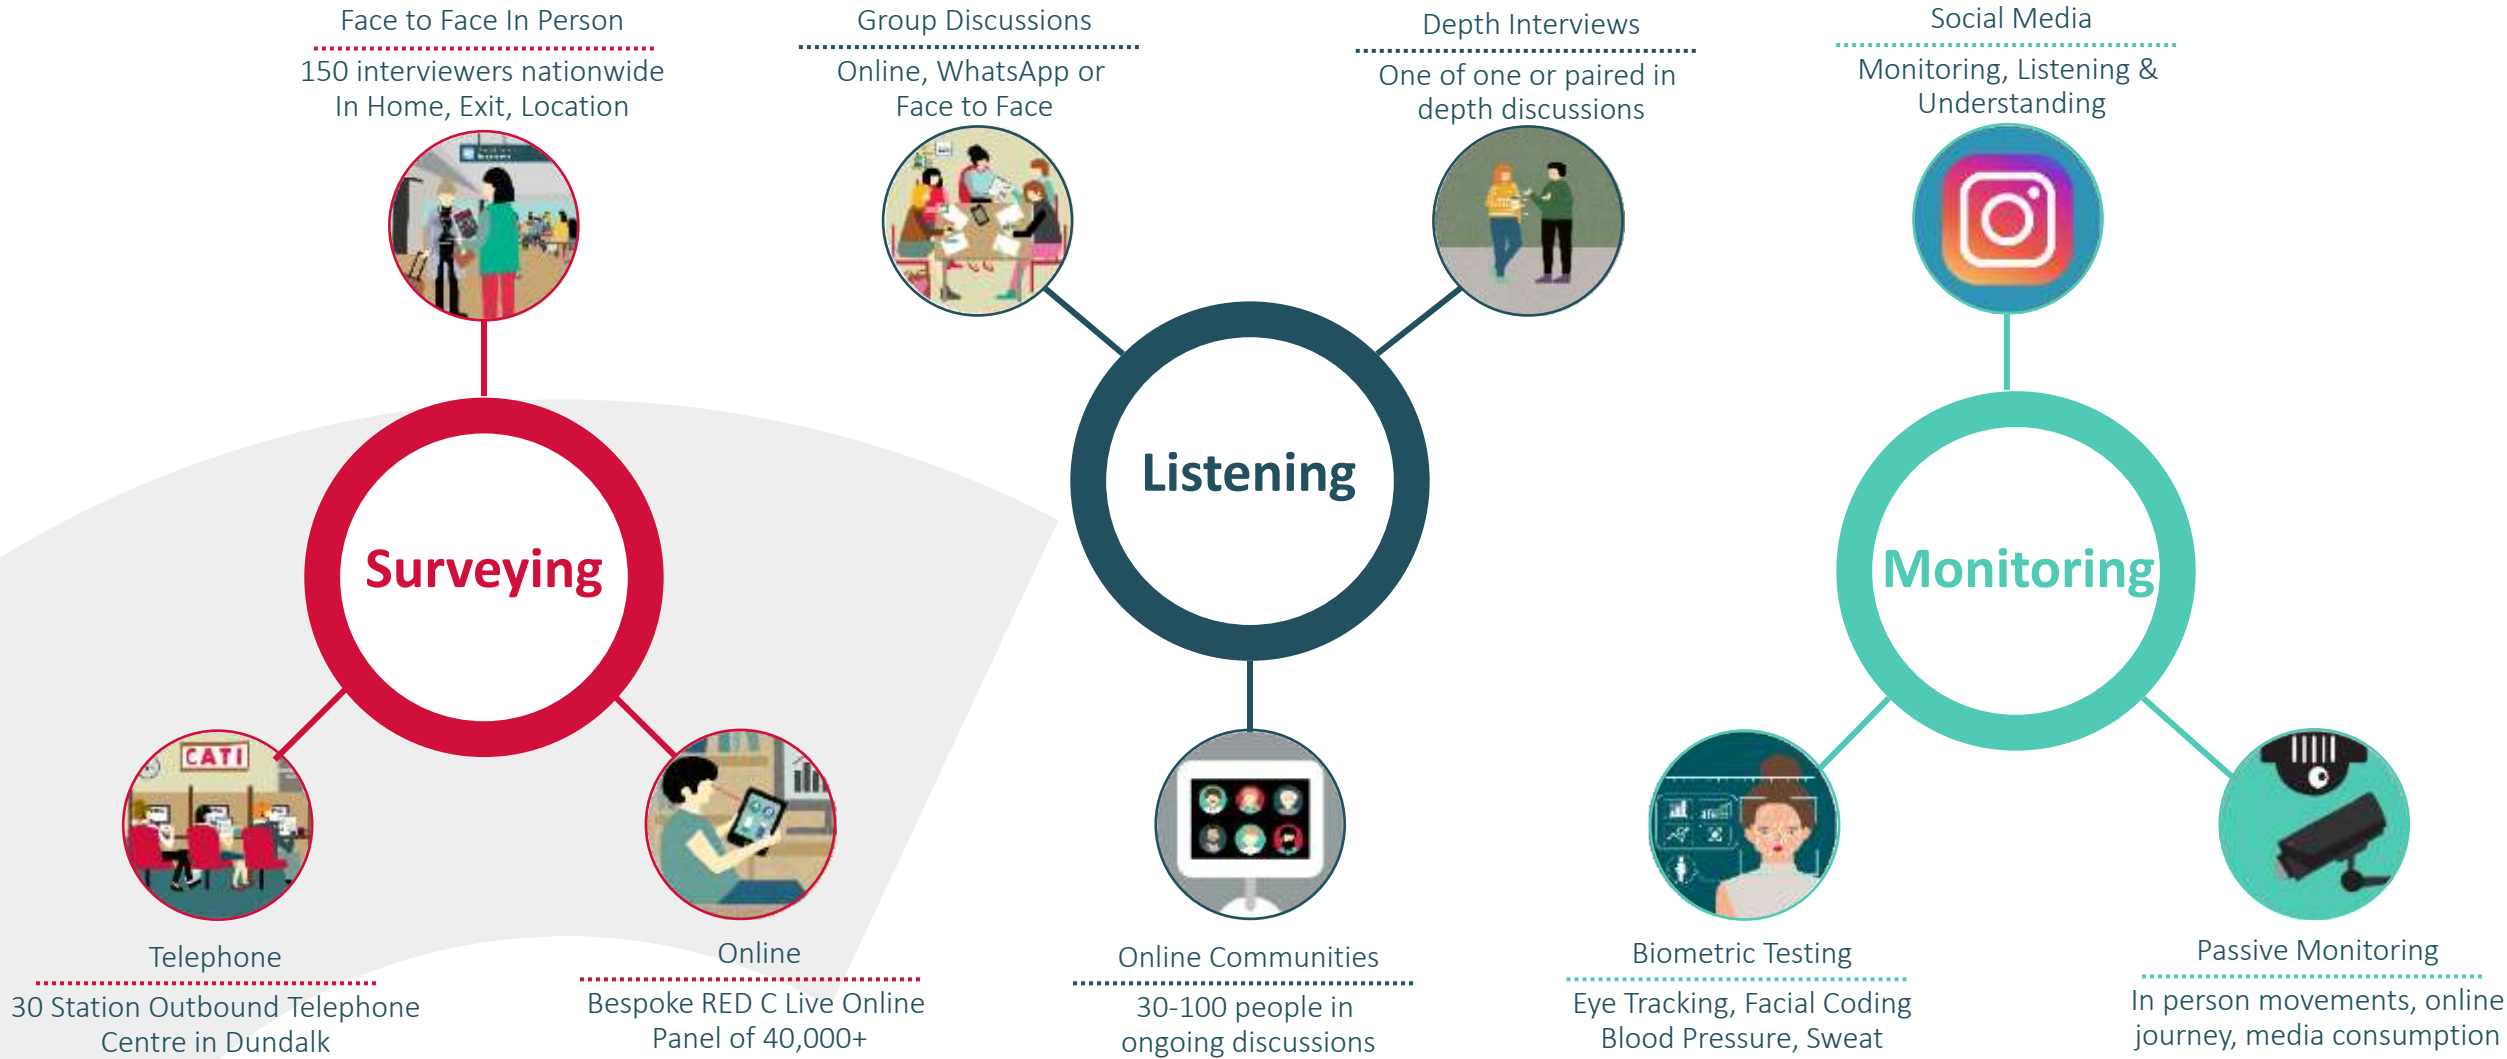 Face to Face In Person
150 interviewers nationwide
In Home, Exit, Location
Group Discussions
Online, WhatsApp or
Face to Face
Depth Interviews
One of one or paired in
depth discussions
Social Media
Monitoring, Listening &
Understanding
Surveying
Listening
Monitoring
CATI
Telephone
30 Station Outbound Telephone
Centre in Dundalk
Online
Bespoke RED C Live Online
Panel of 40,000+
Online Communities
30-100 people in
ongoing discussions
Biometric Testing
Eye Tracking, Facial Coding
Blood Pressure, Sweat
Passive Monitoring
In person movements, online
journey, media consumption